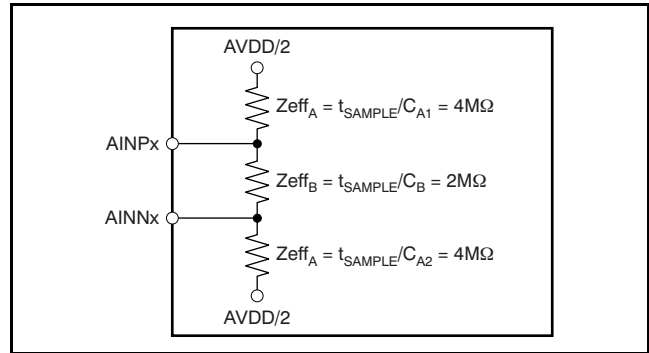 AVDD/2
Zeff_A = t_SAMPLE/C_A1 = 4MΩ
AINPx
Zeff_B = t_SAMPLE/C_B = 2MΩ
AINNx
Zeff_A = t_SAMPLE/C_A2 = 4MΩ
AVDD/2